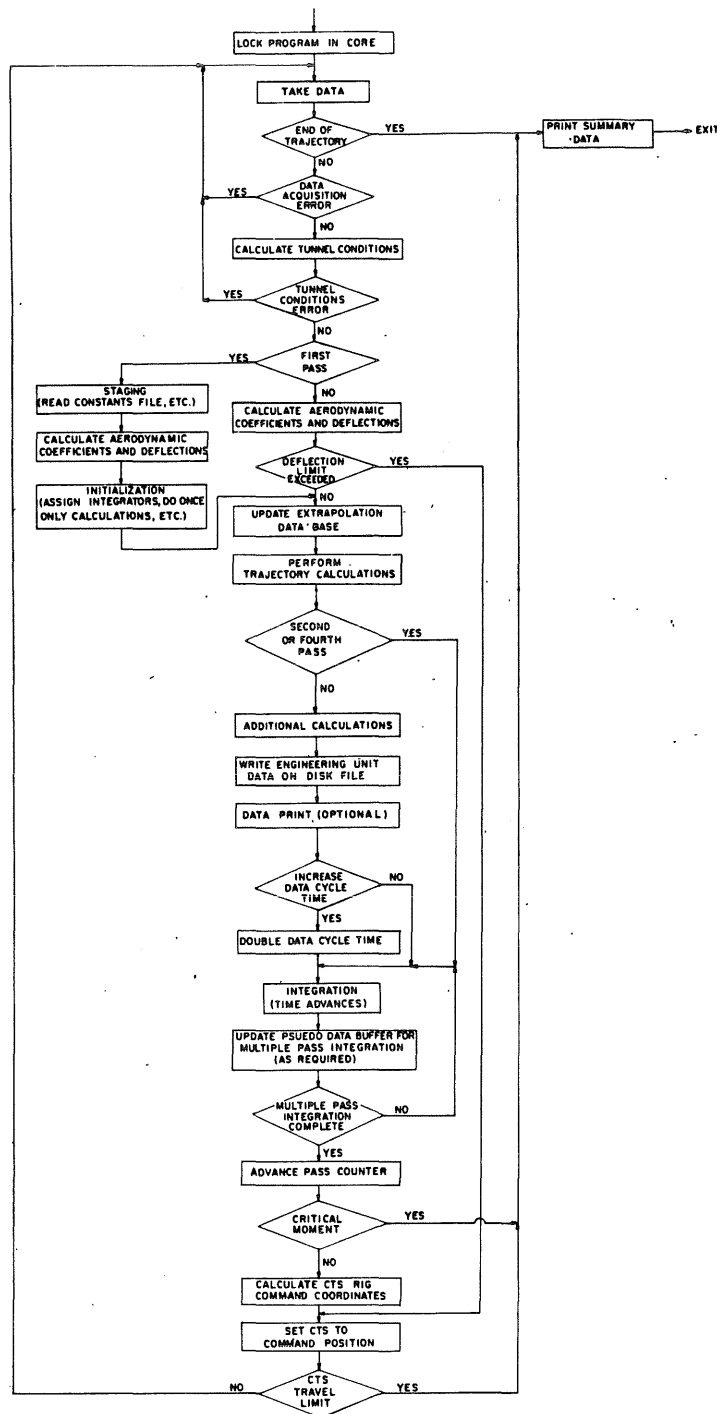 LOCK PROGRAM IN CORE
TAKE DATA
END OF
TRAJECTORY
YES
PRINT SUMMARY
DATA
EXIT
NO
DATA
ACQUISITION
ERROR
YES
NO
CALCULATE TUNNEL CONDITIONS
TUNNEL
CONDITIONS
ERROR
YES
NO
FIRST
PASS
YES
NO
STAGING
(READ CONSTANTS FILE, ETC.)
CALCULATE AERODYNAMIC
COEFFICIENTS AND DEFLECTIONS
INITIALIZATION
(ASSIGN INTEGRATORS, DO ONCE
ONLY CALCULATIONS, ETC.)
CALCULATE AERODYNAMIC
COEFFICIENTS AND DEFLECTIONS
DEFLECTION
LIMIT
EXCEEDED
YES
NO
UPDATE EXTRAPOLATION
DATA BASE
PERFORM
TRAJECTORY CALCULATIONS
SECOND
OR FOURTH
PASS
YES
NO
ADDITIONAL CALCULATIONS
WRITE ENGINEERING UNIT
DATA ON DISK FILE
DATA PRINT (OPTIONAL)
INCREASE
DATA CYCLE
TIME
NO
YES
DOUBLE DATA CYCLE TIME
INTEGRATION
(TIME ADVANCES)
UPDATE PSUEDO DATA BUFFER FOR
MULTIPLE PASS INTEGRATION
(AS REQUIRED)
MULTIPLE PASS
INTEGRATION
COMPLETE
NO
YES
ADVANCE PASS COUNTER
CRITICAL
MOMENT
YES
NO
CALCULATE CTS RIG
COMMAND COORDINATES
SET CTS TO
COMMAND POSITION
CTS
TRAVEL
LIMIT
NO
YES